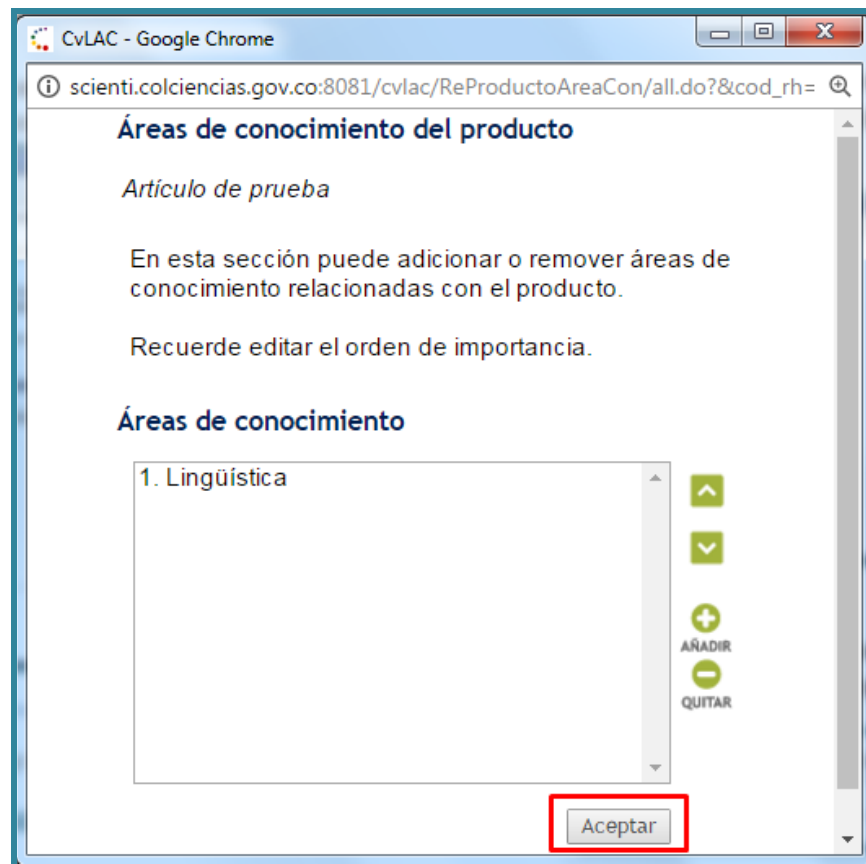 CvLAC - Google Chrome
scienti.colciencias.gov.co:8081/cvlac/ReProductoAreaCon/all.do?&cod_rh=
Áreas de conocimiento del producto
Artículo de prueba
En esta sección puede adicionar o remover áreas de
conocimiento relacionadas con el producto.
Recuerde editar el orden de importancia.
Áreas de conocimiento
1. Lingüística
AÑADIR
QUITAR
Aceptar